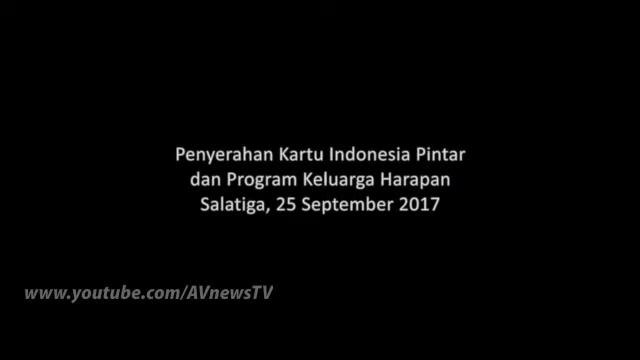 Penyerahan Kartu Indonesia Pintar
dan Program Keluarga Harapan
Salatiga, 25 September 2017
www.youtube.com/AVnewsTV